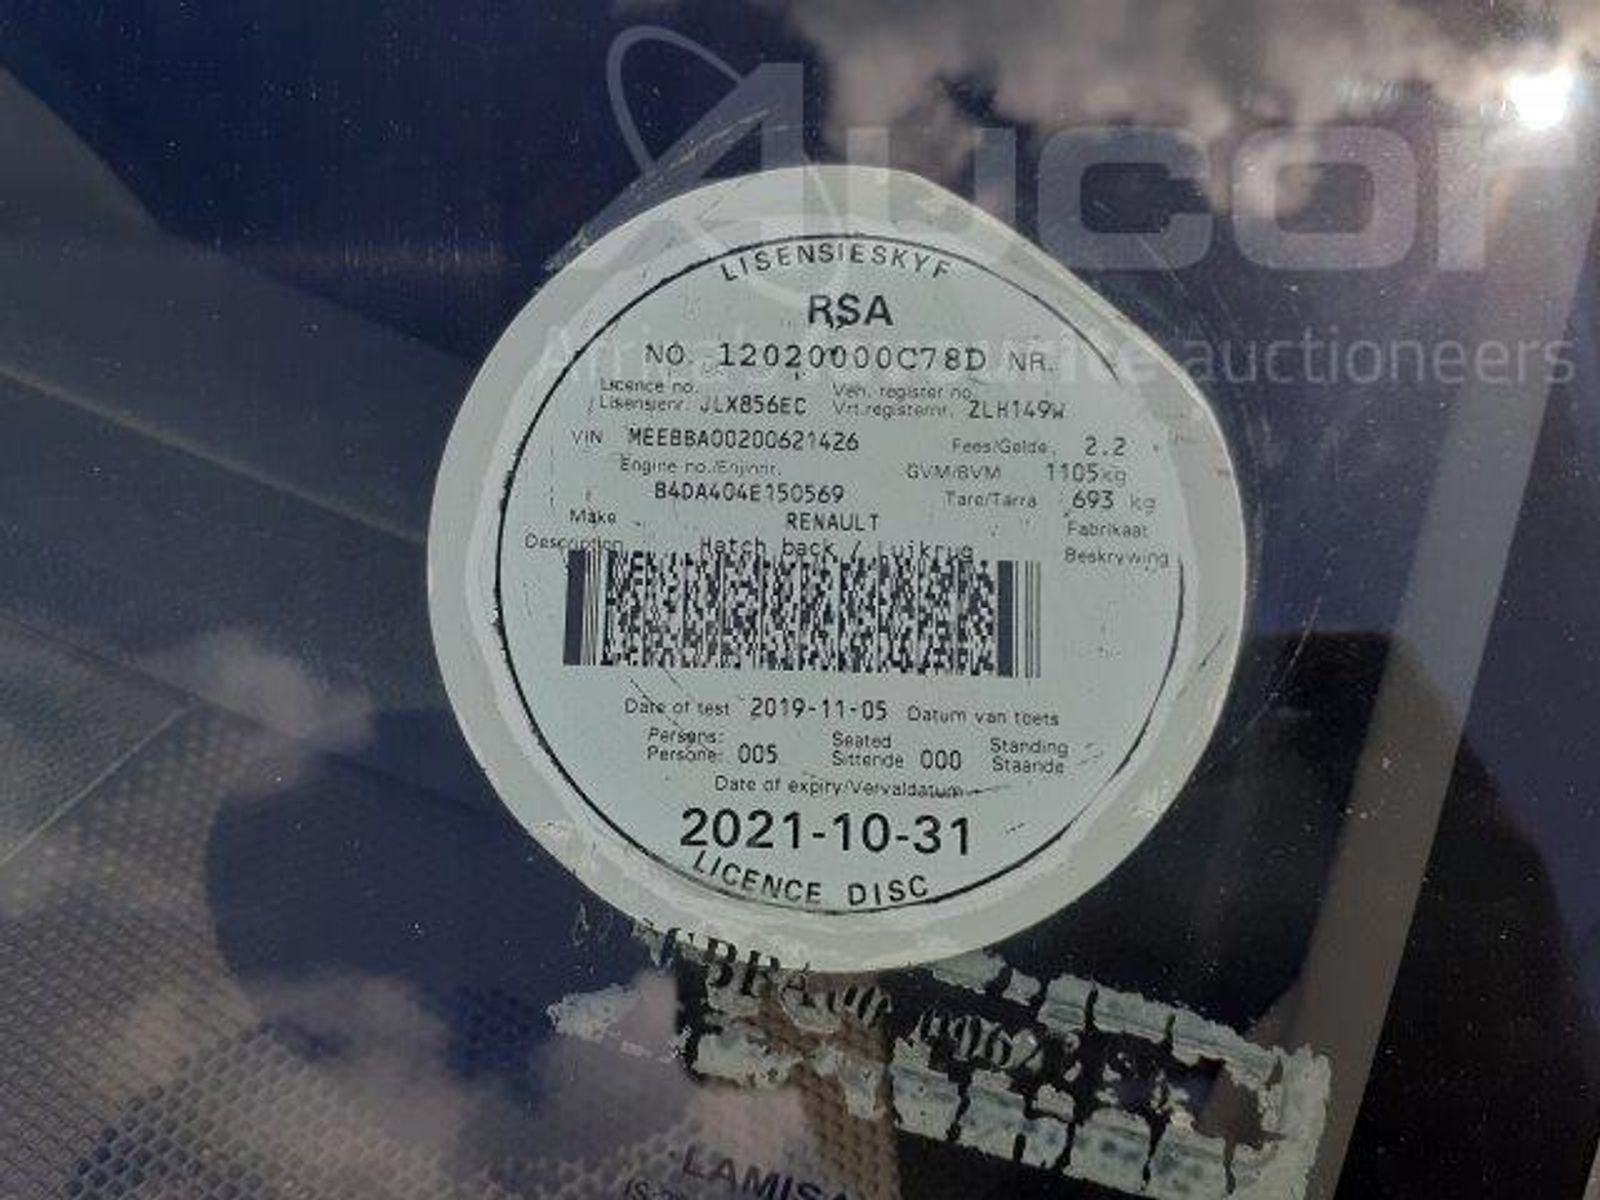 Aucor
auctioneers
LISENSIESKYF
RSA
NO. 12020000C78D NR.
Licence no. Veh. register no.
Lisensienr. JLX856EC Vrt.registernr. ZLH149W
VIN MEEBBA00200621426 Fees/Gelde. 2.2
Engine no./Enjinnr. GVM/BVM 1105kg
B4DA404E150569 Tare/Tarra 693 kg
Make RENAULT Fabrikaat
Description Hatch back / Luikrug Beskrywing
Date of test 2019-11-05 Datum van toets
Persons: Seated Standing
Persone: 005 Sittende 000 Staande
Date of expiry/Vervaldatum
2021-10-31
LICENCE DISC